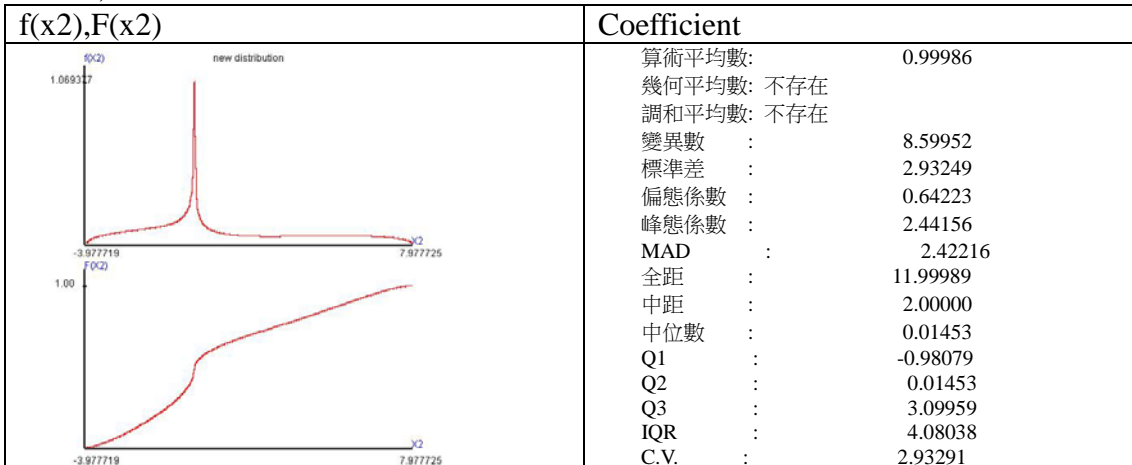 f(x2),F(x2)
Coefficient
f(X2)
new distribution
1.069377
X2
-3.977719
7.977725
F(X2)
1.00
X2
-3.977719
7.977725
算術平均數: 0.99986
幾何平均數: 不存在
調和平均數: 不存在
變異數 : 8.59952
標準差 : 2.93249
偏態係數 : 0.64223
峰態係數 : 2.44156
MAD : 2.42216
全距 : 11.99989
中距 : 2.00000
中位數 : 0.01453
Q1 : -0.98079
Q2 : 0.01453
Q3 : 3.09959
IQR : 4.08038
C.V. : 2.93291